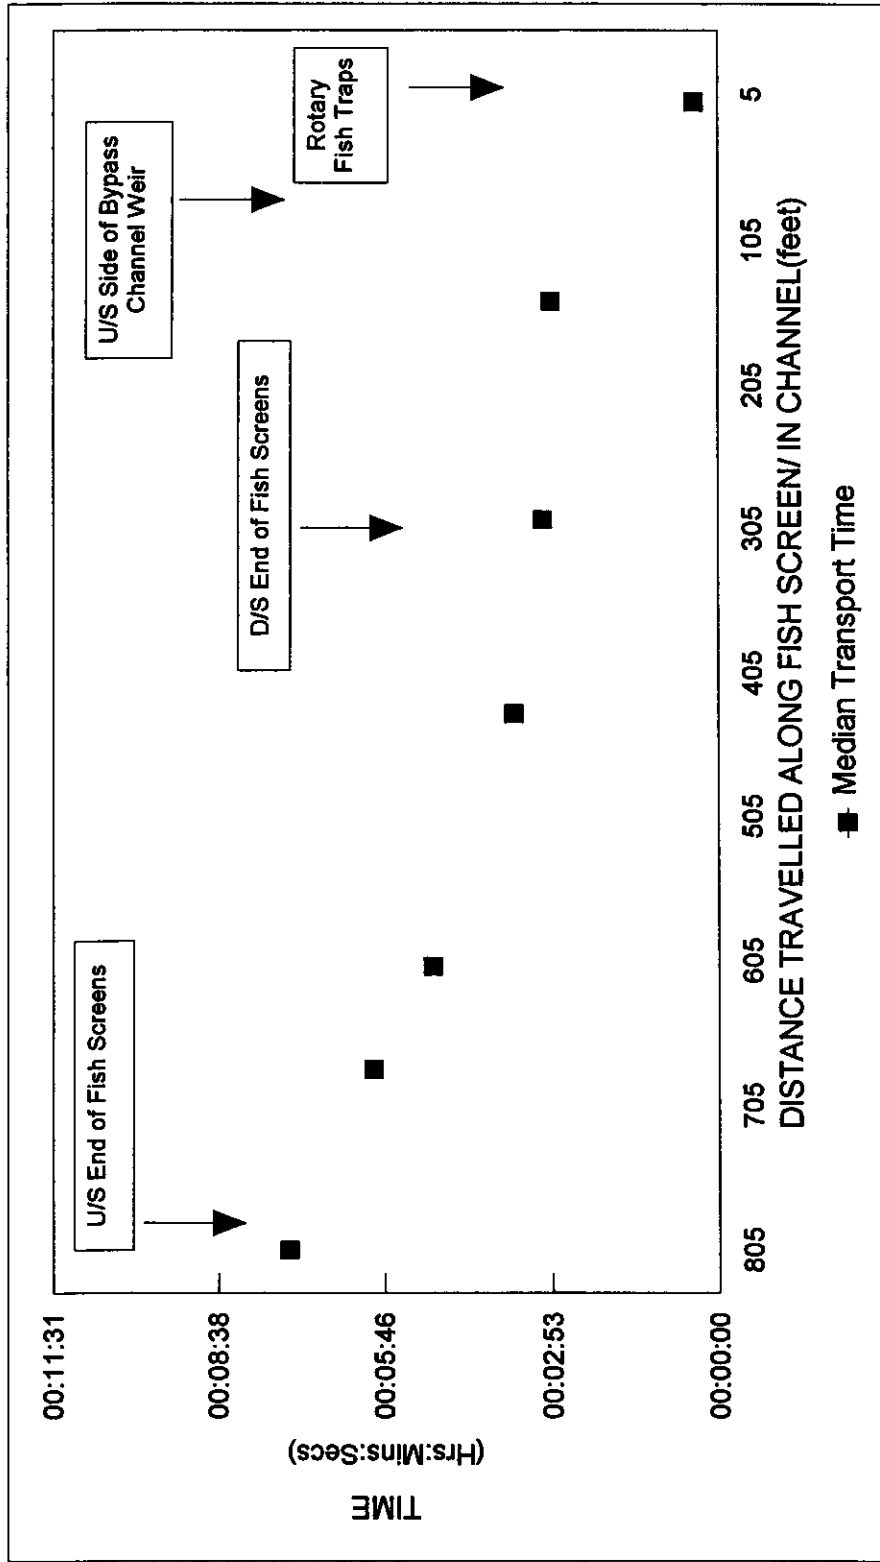 TIME
(Hrs:Mins:Secs)
00:11:31
00:08:38
00:05:46
00:02:53
00:00:00
U/S End of Fish Screens
D/S End of Fish Screens
U/S Side of Bypass
Channel Weir
Rotary
Fish Traps
805
705
605
505
405
305
205
105
5
DISTANCE TRAVELLED ALONG FISH SCREEN/ IN CHANNEL(feet)
Median Transport Time